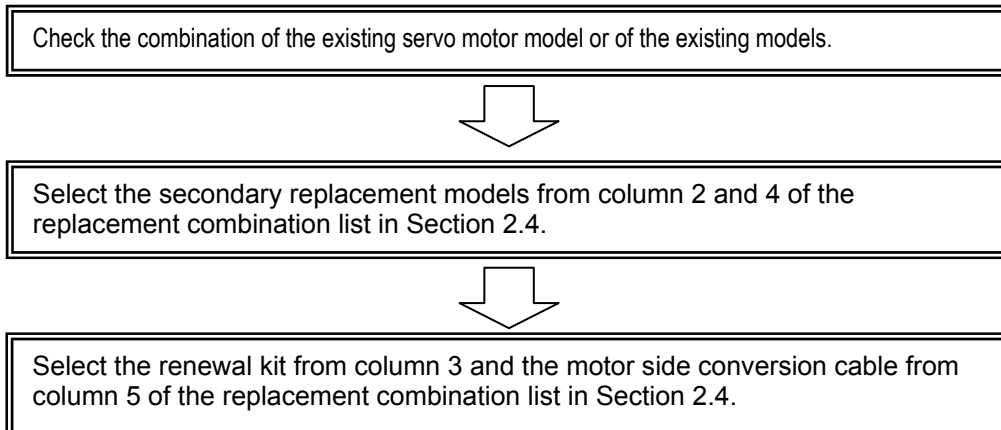 Check the combination of the existing servo motor model or of the existing models.
Select the secondary replacement models from column 2 and 4 of the
replacement combination list in Section 2.4.
Select the renewal kit from column 3 and the motor side conversion cable from
column 5 of the replacement combination list in Section 2.4.